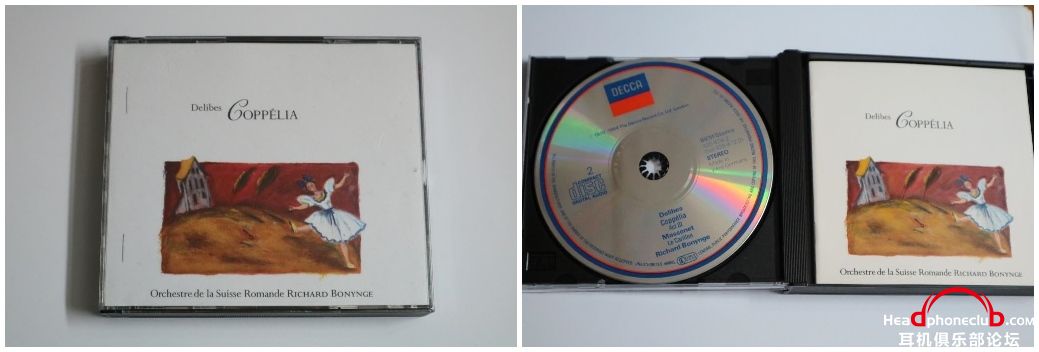 Delibes COPPÉLIA
Orchestre de la Suisse Romande RICHARD BONYNGE
DECCA
STEREO
2
COMPACT
disc
DIGITAL AUDIO
Delibes
Coppélia
Act III
Massenet
Le Carillon
Richard Bonynge
Delibes COPPÉLIA
Orchestre de la Suisse Romande RICHARD BONYNGE
HeadphonecluB.COM
耳机俱乐部论坛